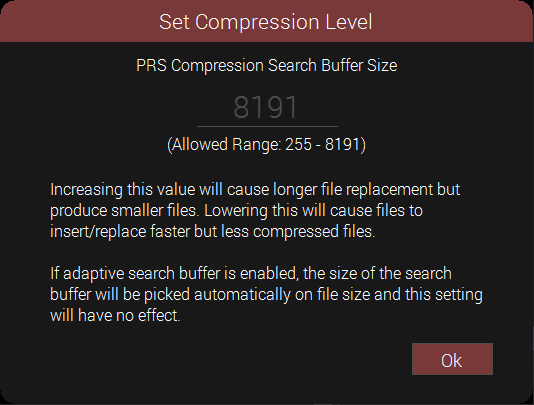 Set Compression Level
PRS Compression Search Buffer Size
8191
(Allowed Range: 255 - 8191)
Increasing this value will cause longer file replacement but
produce smaller files. Lowering this will cause files to
insert/replace faster but less compressed files.
If adaptive search buffer is enabled, the size of the search
buffer will be picked automatically on file size and this setting
will have no effect.
Ok